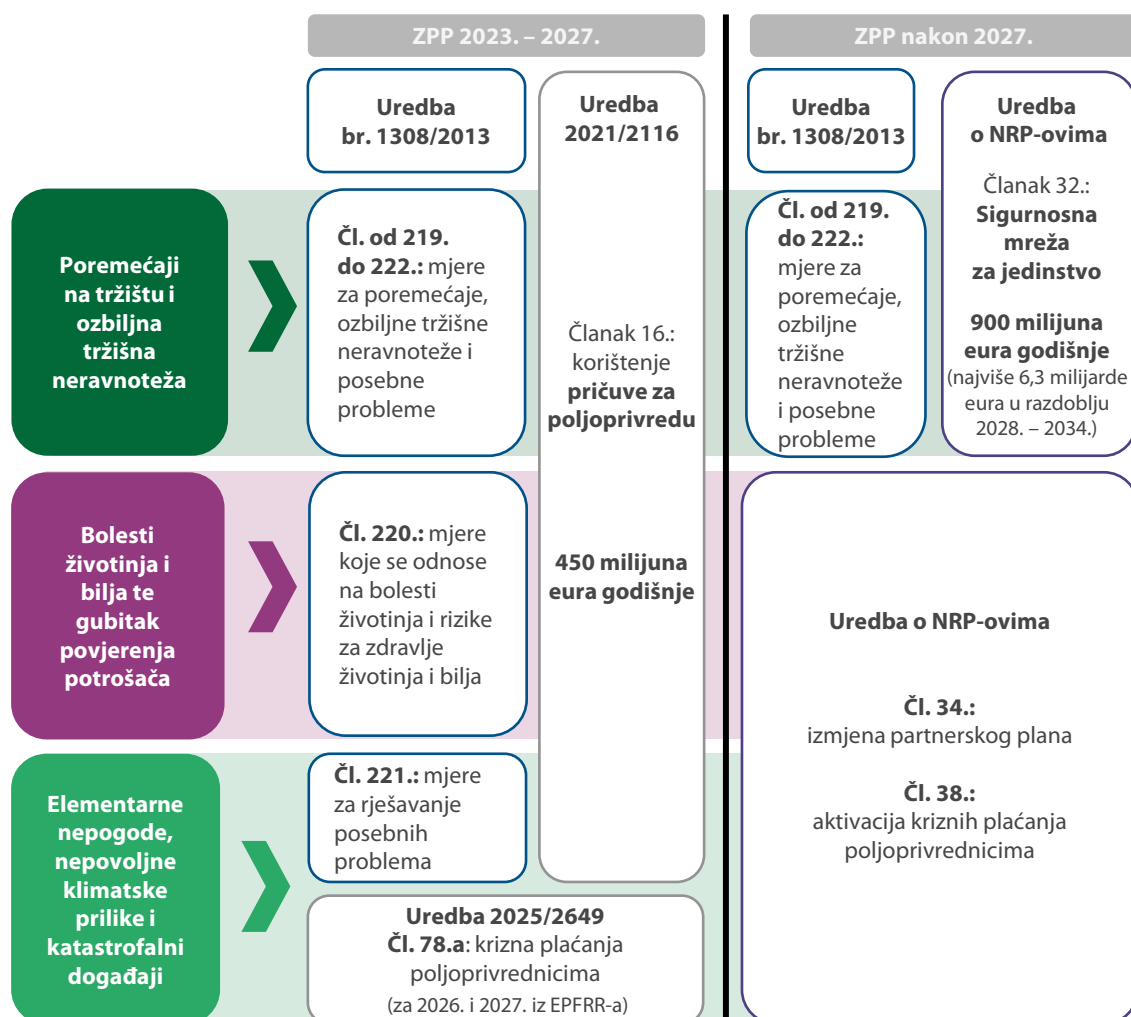 ZPP 2023. – 2027.
ZPP nakon 2027.
Uredba
br. 1308/2013
Uredba
2021/2116
Uredba
br. 1308/2013
Uredba
o NRP-ovima
Poremećaji
na tržištu i
ozbiljna
tržišna
neravnoteža
Čl. od 219.
do 222.: mjere
za poremećaje,
ozbiljne tržišne
neravnoteže i
posebne
probleme
Članak 16.:
korištenje
pričuve za
poljoprivredu
450 milijuna
eura godišnje
Čl. od 219.
do 222.:
mjere za
poremećaje,
ozbiljne
tržišne
neravnoteže
i posebne
probleme
Članak 32.:
Sigurnosna
mreža
za jedinstvo
900 milijuna
eura godišnje
(najviše 6,3 milijarde
eura u razdoblju
2028. – 2034.)
Bolesti
životinja i
bilja te
gubitak
povjerenja
potrošača
Čl. 220.: mjere
koje se odnose
na bolesti
životinja i rizike
za zdravlje
životinja i bilja
Uredba o NRP-ovima
Čl. 34.:
izmjena partnerskog plana
Čl. 38.:
aktivacija kriznih plaćanja
poljoprivrednicima
Elementarne
nepogode,
nepovoljne
klimatske
prilike i
katastrofalni
događaji
Čl. 221.: mjere
za rješavanje
posebnih
problema
Uredba 2025/2649
Čl. 78.a: krizna plaćanja
poljoprivrednicima
(za 2026. i 2027. iz EPFRR-a)